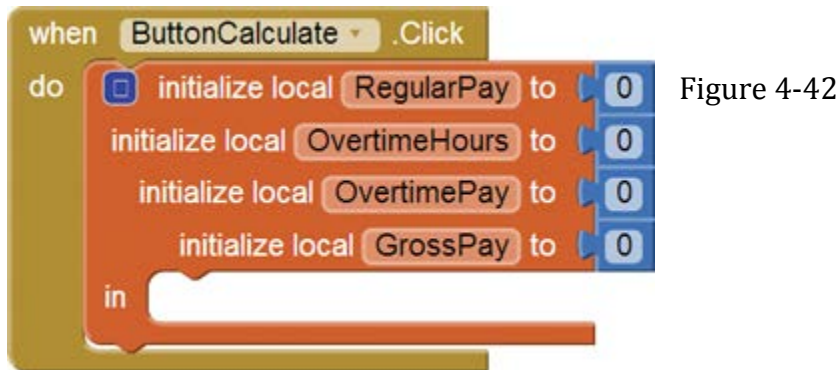 when ButtonCalculate .Click
do initialize local RegularPay to 0 Figure 4-42
initialize local OvertimeHours to 0
initialize local OvertimePay to 0
initialize local GrossPay to 0
in